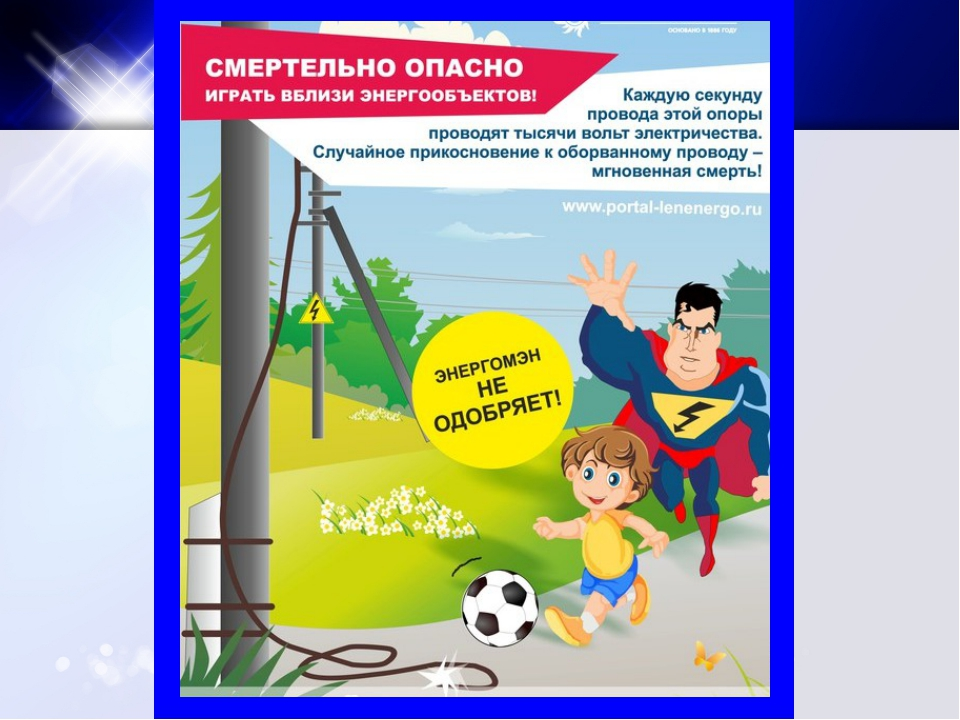 ОСНОВАНО В 1886 ГОДУ
СМЕРТЕЛЬНО ОПАСНО
ИГРАТЬ ВБЛИЗИ ЭНЕРГООБЪЕКТОВ!
Каждую секунду
провода этой опоры
проводят тысячи вольт электричества.
Случайное прикосновение к оборванному проводу –
мгновенная смерть!
www.portal-lenenergo.ru
ЭНЕРГОМЭН
НЕ
ОДОБРЯЕТ!